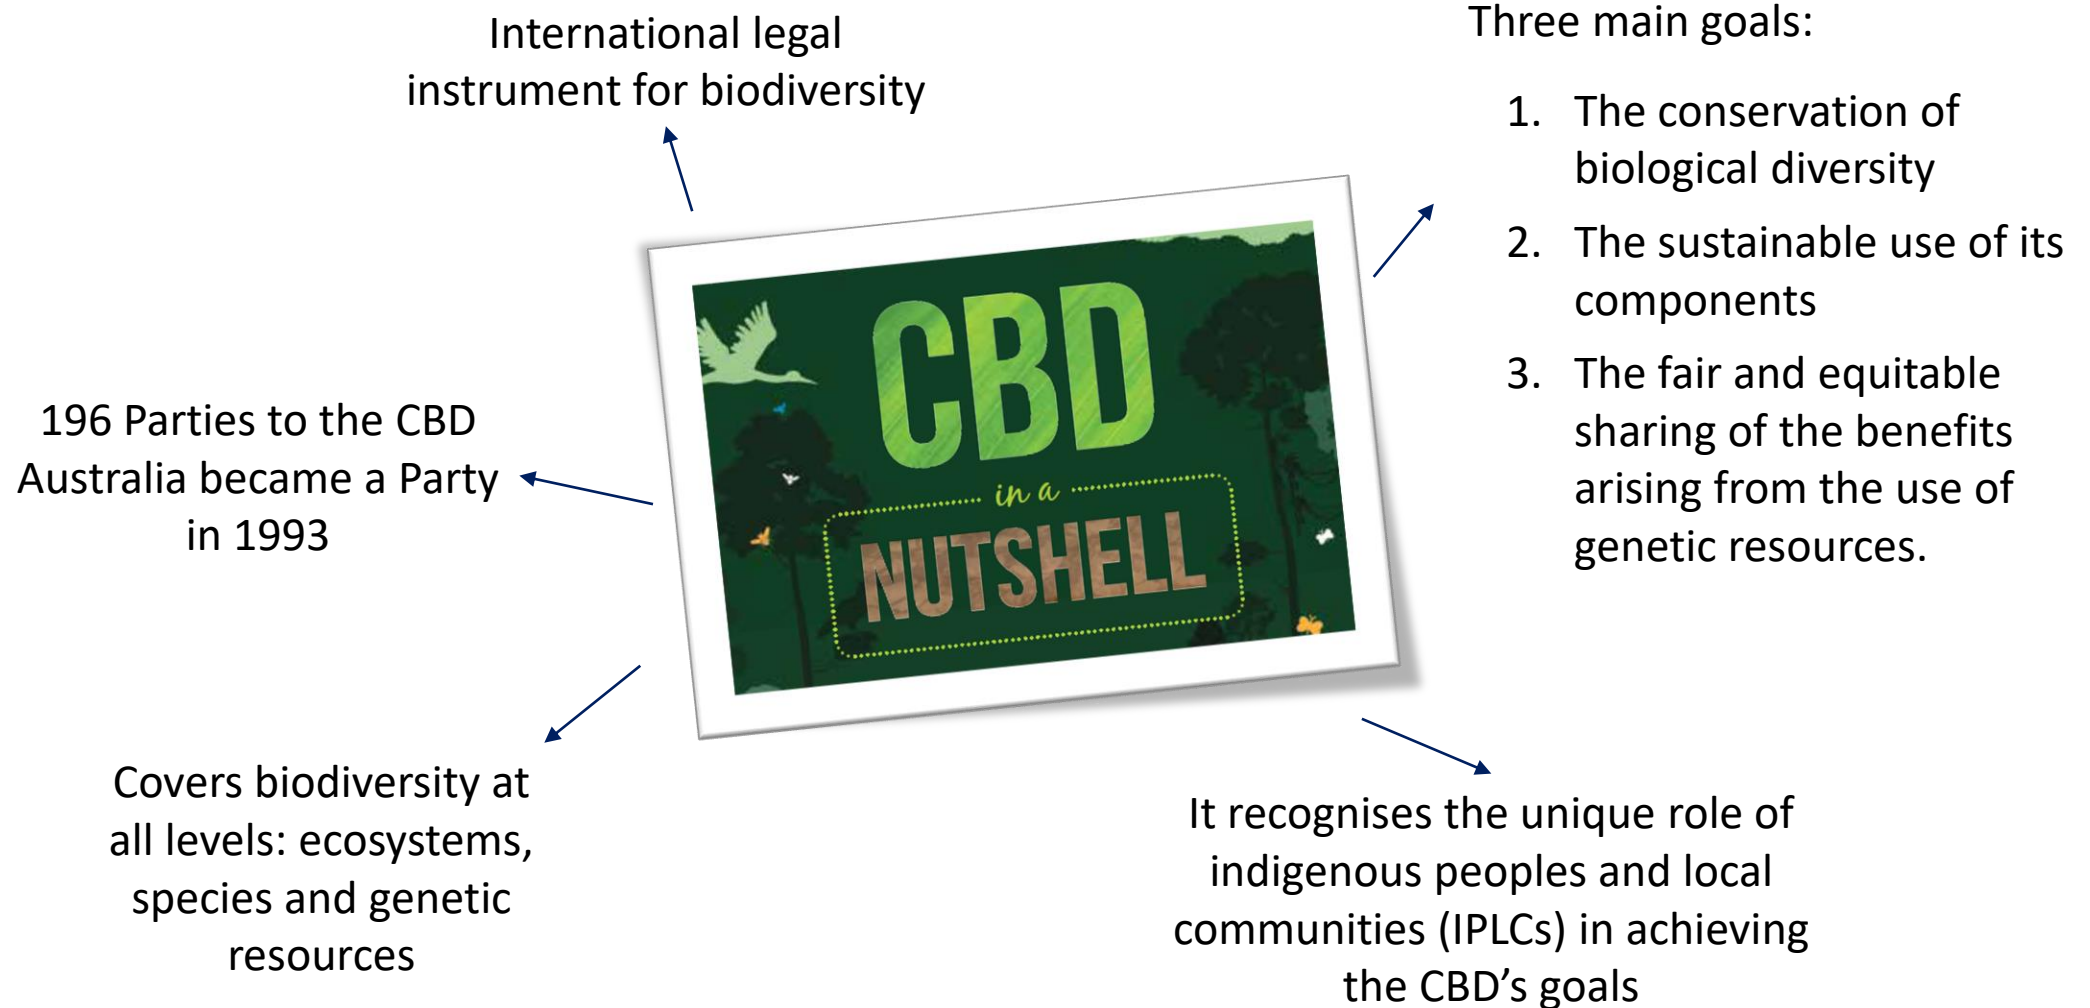 International legal
instrument for biodiversity
Three main goals:
1. The conservation of
biological diversity
2. The sustainable use of its
components
3. The fair and equitable
sharing of the benefits
arising from the use of
genetic resources.
CBD
in a
NUTSHELL
196 Parties to the CBD
Australia became a Party
in 1993
Covers biodiversity at
all levels: ecosystems,
species and genetic
resources
It recognises the unique role of
indigenous peoples and local
communities (IPLCs) in achieving
the CBD’s goals